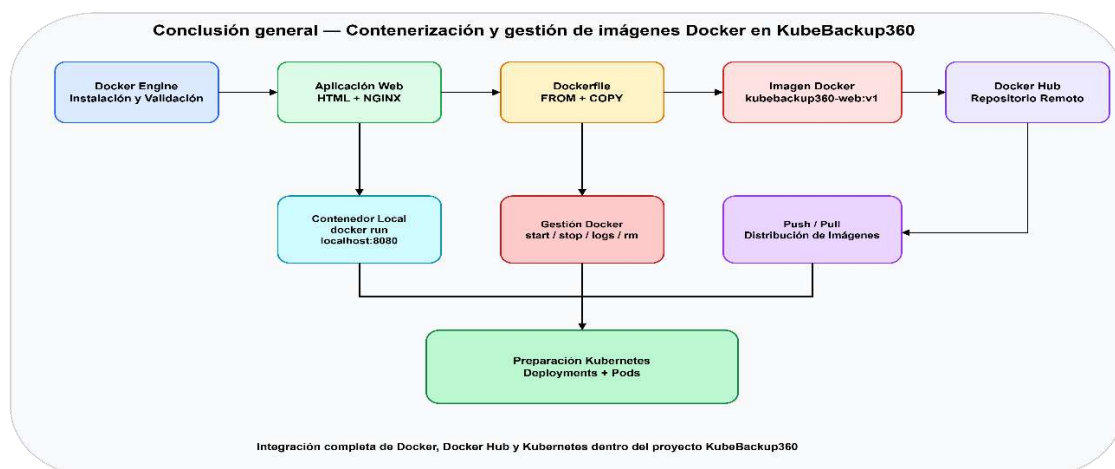 Conclusión general — Contenerización y gestión de imágenes Docker en KubeBackup360
Docker Engine
Instalación y Validación
Aplicación Web
HTML + NGINX
Dockerfile
FROM + COPY
Imagen Docker
kubebackup360-web:v1
Docker Hub
Repositorio Remoto
Contenedor Local
docker run
localhost:8080
Gestión Docker
start / stop / logs / rm
Push / Pull
Distribución de Imágenes
Preparación Kubernetes
Deployments + Pods
Integración completa de Docker, Docker Hub y Kubernetes dentro del proyecto KubeBackup360